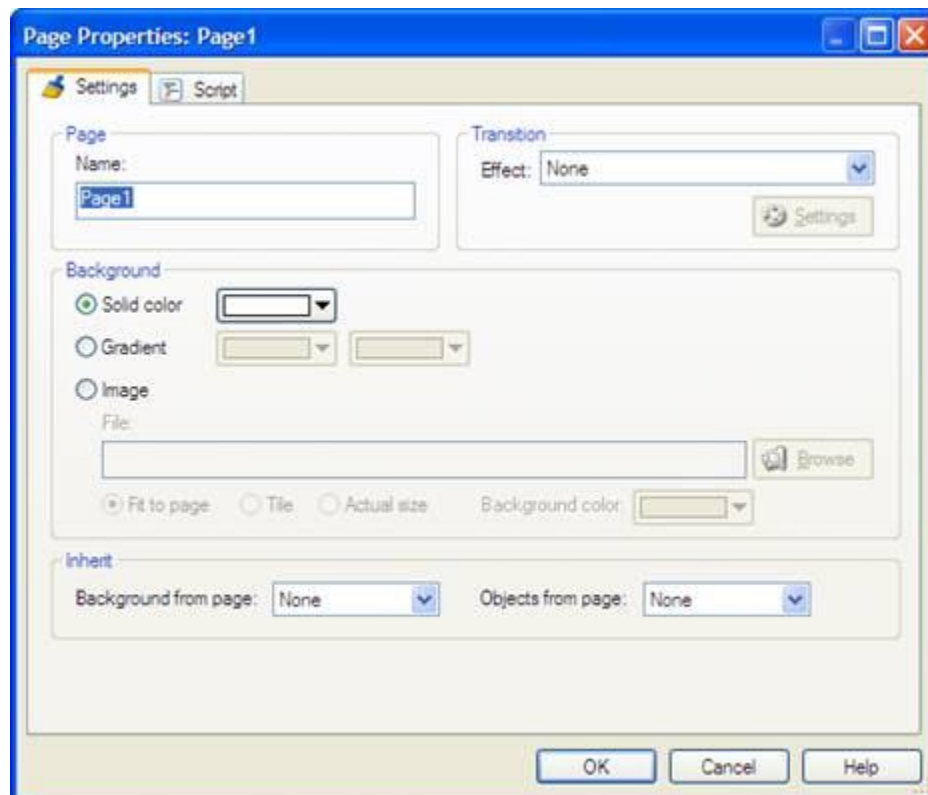 Page Properties: Page1
Settings Script
Page
Name:
Page1
Transition
Effect: None
Settings
Background
Solid color
Gradient
Image
File:
Browse
Fit to page Tile Actual size Background color:
Inherit
Background from page: None Objects from page: None
OK Cancel Help